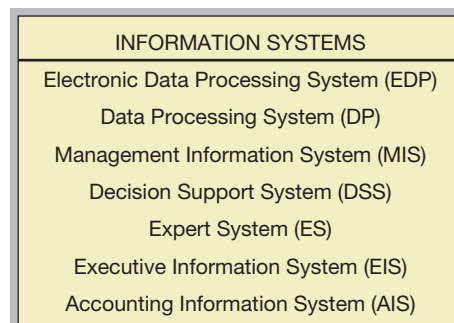 INFORMATION SYSTEMS
Electronic Data Processing System (EDP)
Data Processing System (DP)
Management Information System (MIS)
Decision Support System (DSS)
Expert System (ES)
Executive Information System (EIS)
Accounting Information System (AIS)